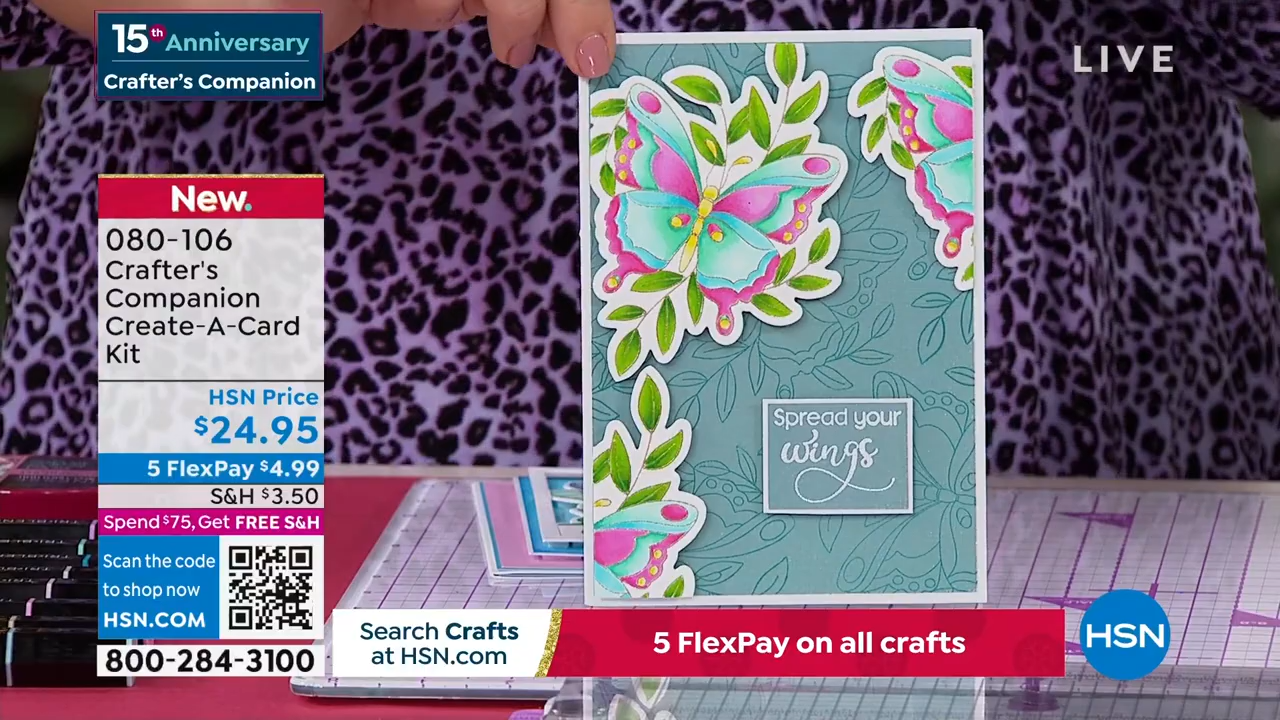 15th Anniversary
Crafter's Companion
LIVE
New.
080-106
Crafter's
Companion
Create-A-Card
Kit
HSN Price
$24.95
5 FlexPay $4.99
S&H $3.50
Spend $75, Get FREE S&H
Scan the code
to shop now
HSN.COM
800-284-3100
Spread your
wings
Search Crafts
at HSN.com
5 FlexPay on all crafts
HSN